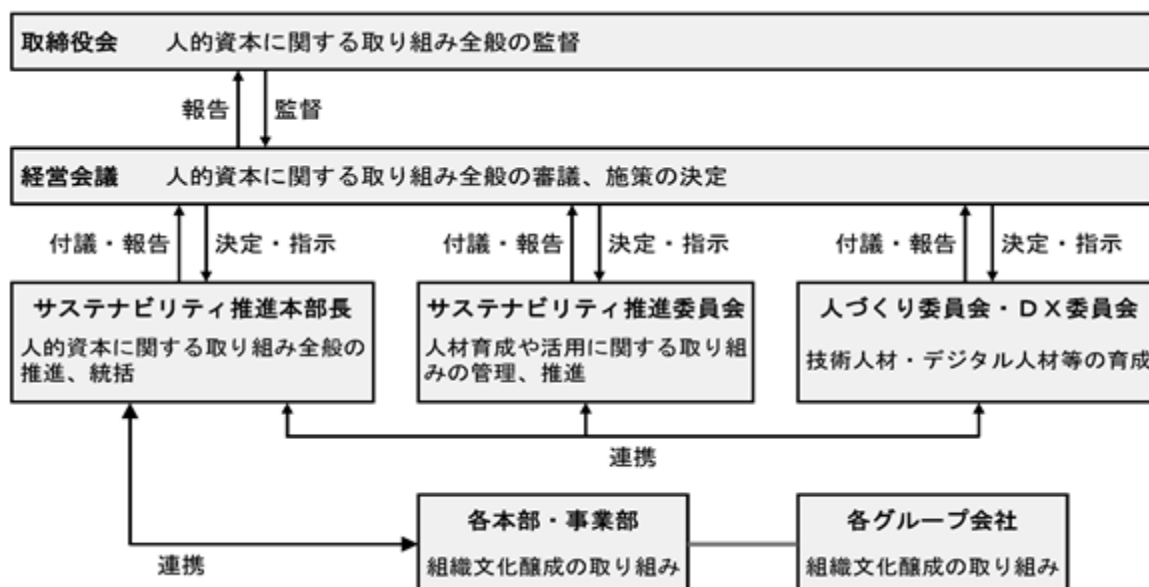 取締役会　人的資本に関する取り組み全般の監督
報告　監督
経営会議　人的資本に関する取り組み全般の審議、施策の決定
付議・報告　決定・指示　付議・報告　決定・指示　付議・報告　決定・指示
サステナビリティ推進本部長
人的資本に関する取り組み全般の
推進、統括
サステナビリティ推進委員会
人材育成や活用に関する取り組
みの管理、推進
人づくり委員会・ＤＸ委員会
技術人材・デジタル人材等の育成
連携
連携
各本部・事業部
組織文化醸成の取り組み
各グループ会社
組織文化醸成の取り組み